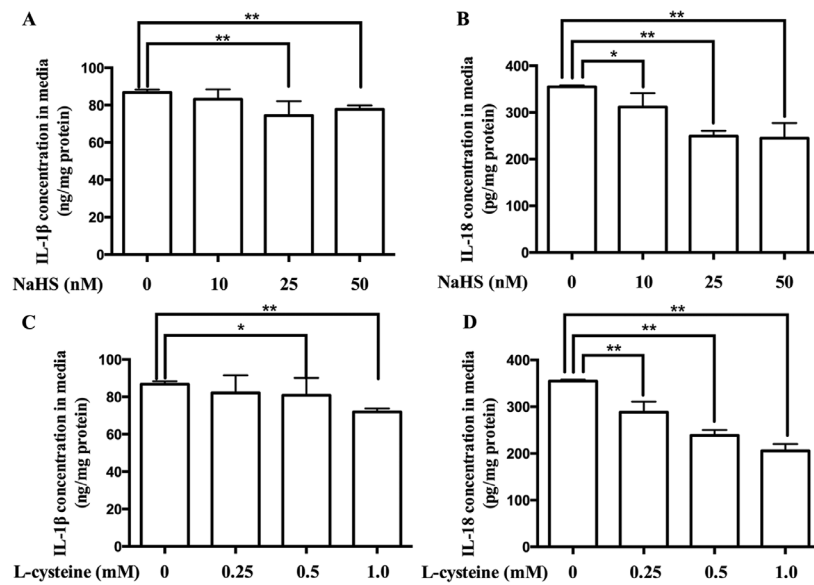 A
**
**
IL-1β concentration in media
(ng/mg protein)
100
80
60
40
20
0
NaHS (nM) 0 10 25 50
B
**
**
*
IL-18 concentration in media
(pg/mg protein)
400
300
200
100
0
NaHS (nM) 0 10 25 50
C
**
*
IL-1β concentration in media
(ng/mg protein)
100
80
60
40
20
0
L-cysteine (mM) 0 0.25 0.5 1.0
D
**
**
**
IL-18 concentration in media
(pg/mg protein)
400
300
200
100
0
L-cysteine (mM) 0 0.25 0.5 1.0